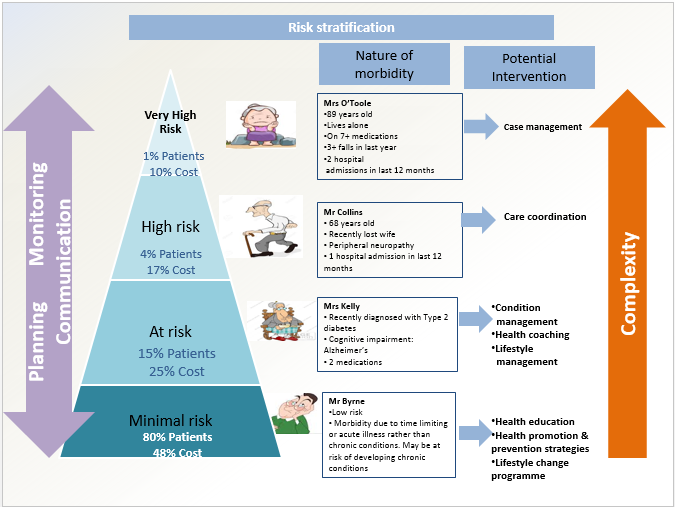 Risk stratification
Nature of
morbidity
Potential
Intervention
Planning Monitoring
Communication
Very High
Risk
1% Patients
10% Cost
Mrs O'Toole
•89 years old
•Lives alone
•On 7+ medications
•3+ falls in last year
•2 hospital
admissions in last 12 months
Case management
High risk
4% Patients
17% Cost
Mr Collins
• 68 years old
• Recently lost wife
• Peripheral neuropathy
• 1 hospital admission in last 12
months
Care coordination
At risk
15% Patients
25% Cost
Mrs Kelly
• Recently diagnosed with Type 2
diabetes
• Cognitive impairment:
Alzheimer's
• 2 medications
•Condition
management
•Health coaching
•Lifestyle
management
Minimal risk
80% Patients
48% Cost
Mr Byrne
•Low risk
• Morbidity due to time limiting
or acute illness rather than
chronic conditions. May be at
risk of developing chronic
conditions
•Health education
•Health promotion &
prevention strategies
•Lifestyle change
programme
Complexity